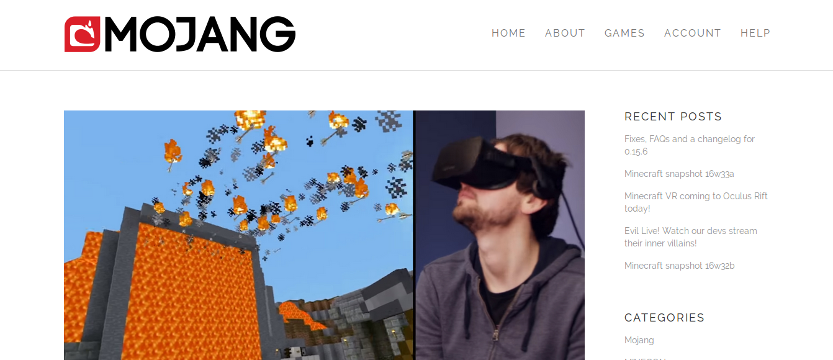 MOJANG
HOME ABOUT GAMES ACCOUNT HELP
RECENT POSTS
Fixes, FAQs and a changelog for
0.15.6
Minecraft snapshot 16w33a
Minecraft VR coming to Oculus Rift
today!
Evil Live! Watch our devs stream
their inner villains!
Minecraft snapshot 16w32b
CATEGORIES
Mojang